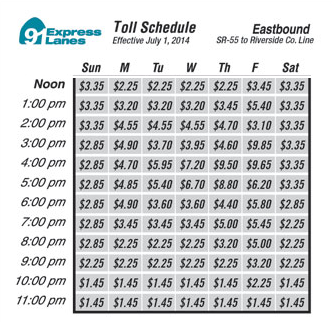 91 Express Lanes
Toll Schedule
Effective July 1, 2014
Eastbound
SR-55 to Riverside Co. Line
Sun M Tu W Th F Sat
Noon $3.35 $2.25 $2.25 $2.25 $2.25 $3.45 $3.35
1:00 pm $3.35 $3.20 $3.20 $3.20 $3.45 $5.40 $3.35
2:00 pm $3.35 $4.55 $4.55 $4.55 $4.70 $3.10 $3.35
3:00 pm $2.85 $4.90 $3.70 $3.95 $4.60 $9.85 $3.35
4:00 pm $2.85 $4.70 $5.95 $7.20 $9.50 $9.65 $3.35
5:00 pm $2.85 $4.85 $5.40 $6.70 $8.80 $6.20 $3.35
6:00 pm $2.85 $4.90 $3.60 $3.60 $4.40 $5.80 $2.85
7:00 pm $2.85 $3.45 $3.45 $3.45 $5.00 $5.45 $2.25
8:00 pm $2.85 $2.25 $2.25 $2.25 $3.20 $5.00 $2.25
9:00 pm $2.25 $2.25 $2.25 $2.25 $2.25 $3.20 $2.25
10:00 pm $1.45 $1.45 $1.45 $1.45 $1.45 $2.25 $1.45
11:00 pm $1.45 $1.45 $1.45 $1.45 $1.45 $1.45 $1.45